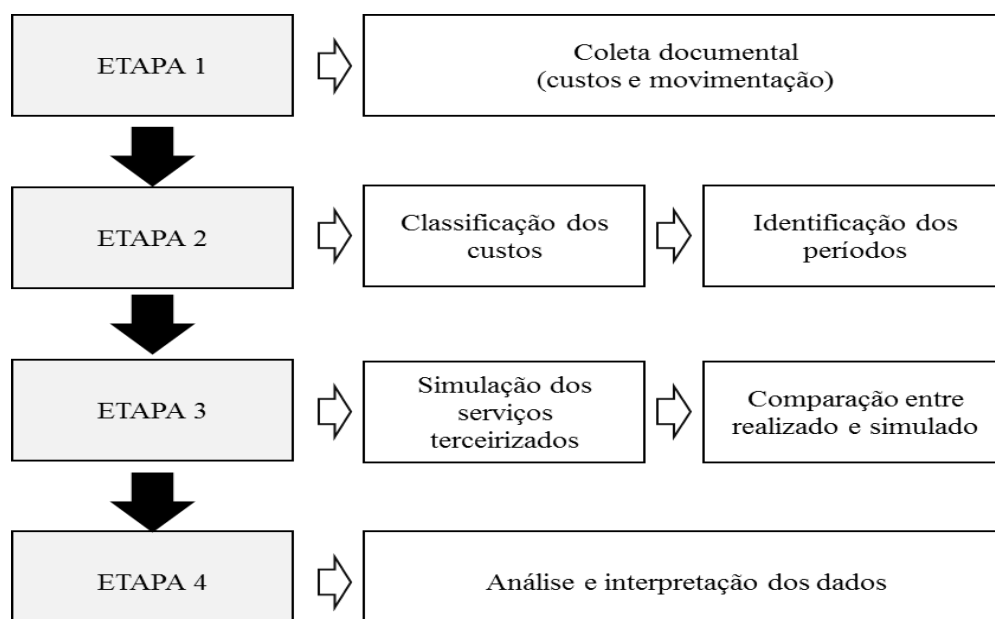 ETAPA 1
Coleta documental
(custos e movimentação)
ETAPA 2
Classificação dos
custos
Identificação dos
períodos
ETAPA 3
Simulação dos
serviços
terceirizados
Comparação entre
realizado e simulado
ETAPA 4
Análise e interpretação dos dados